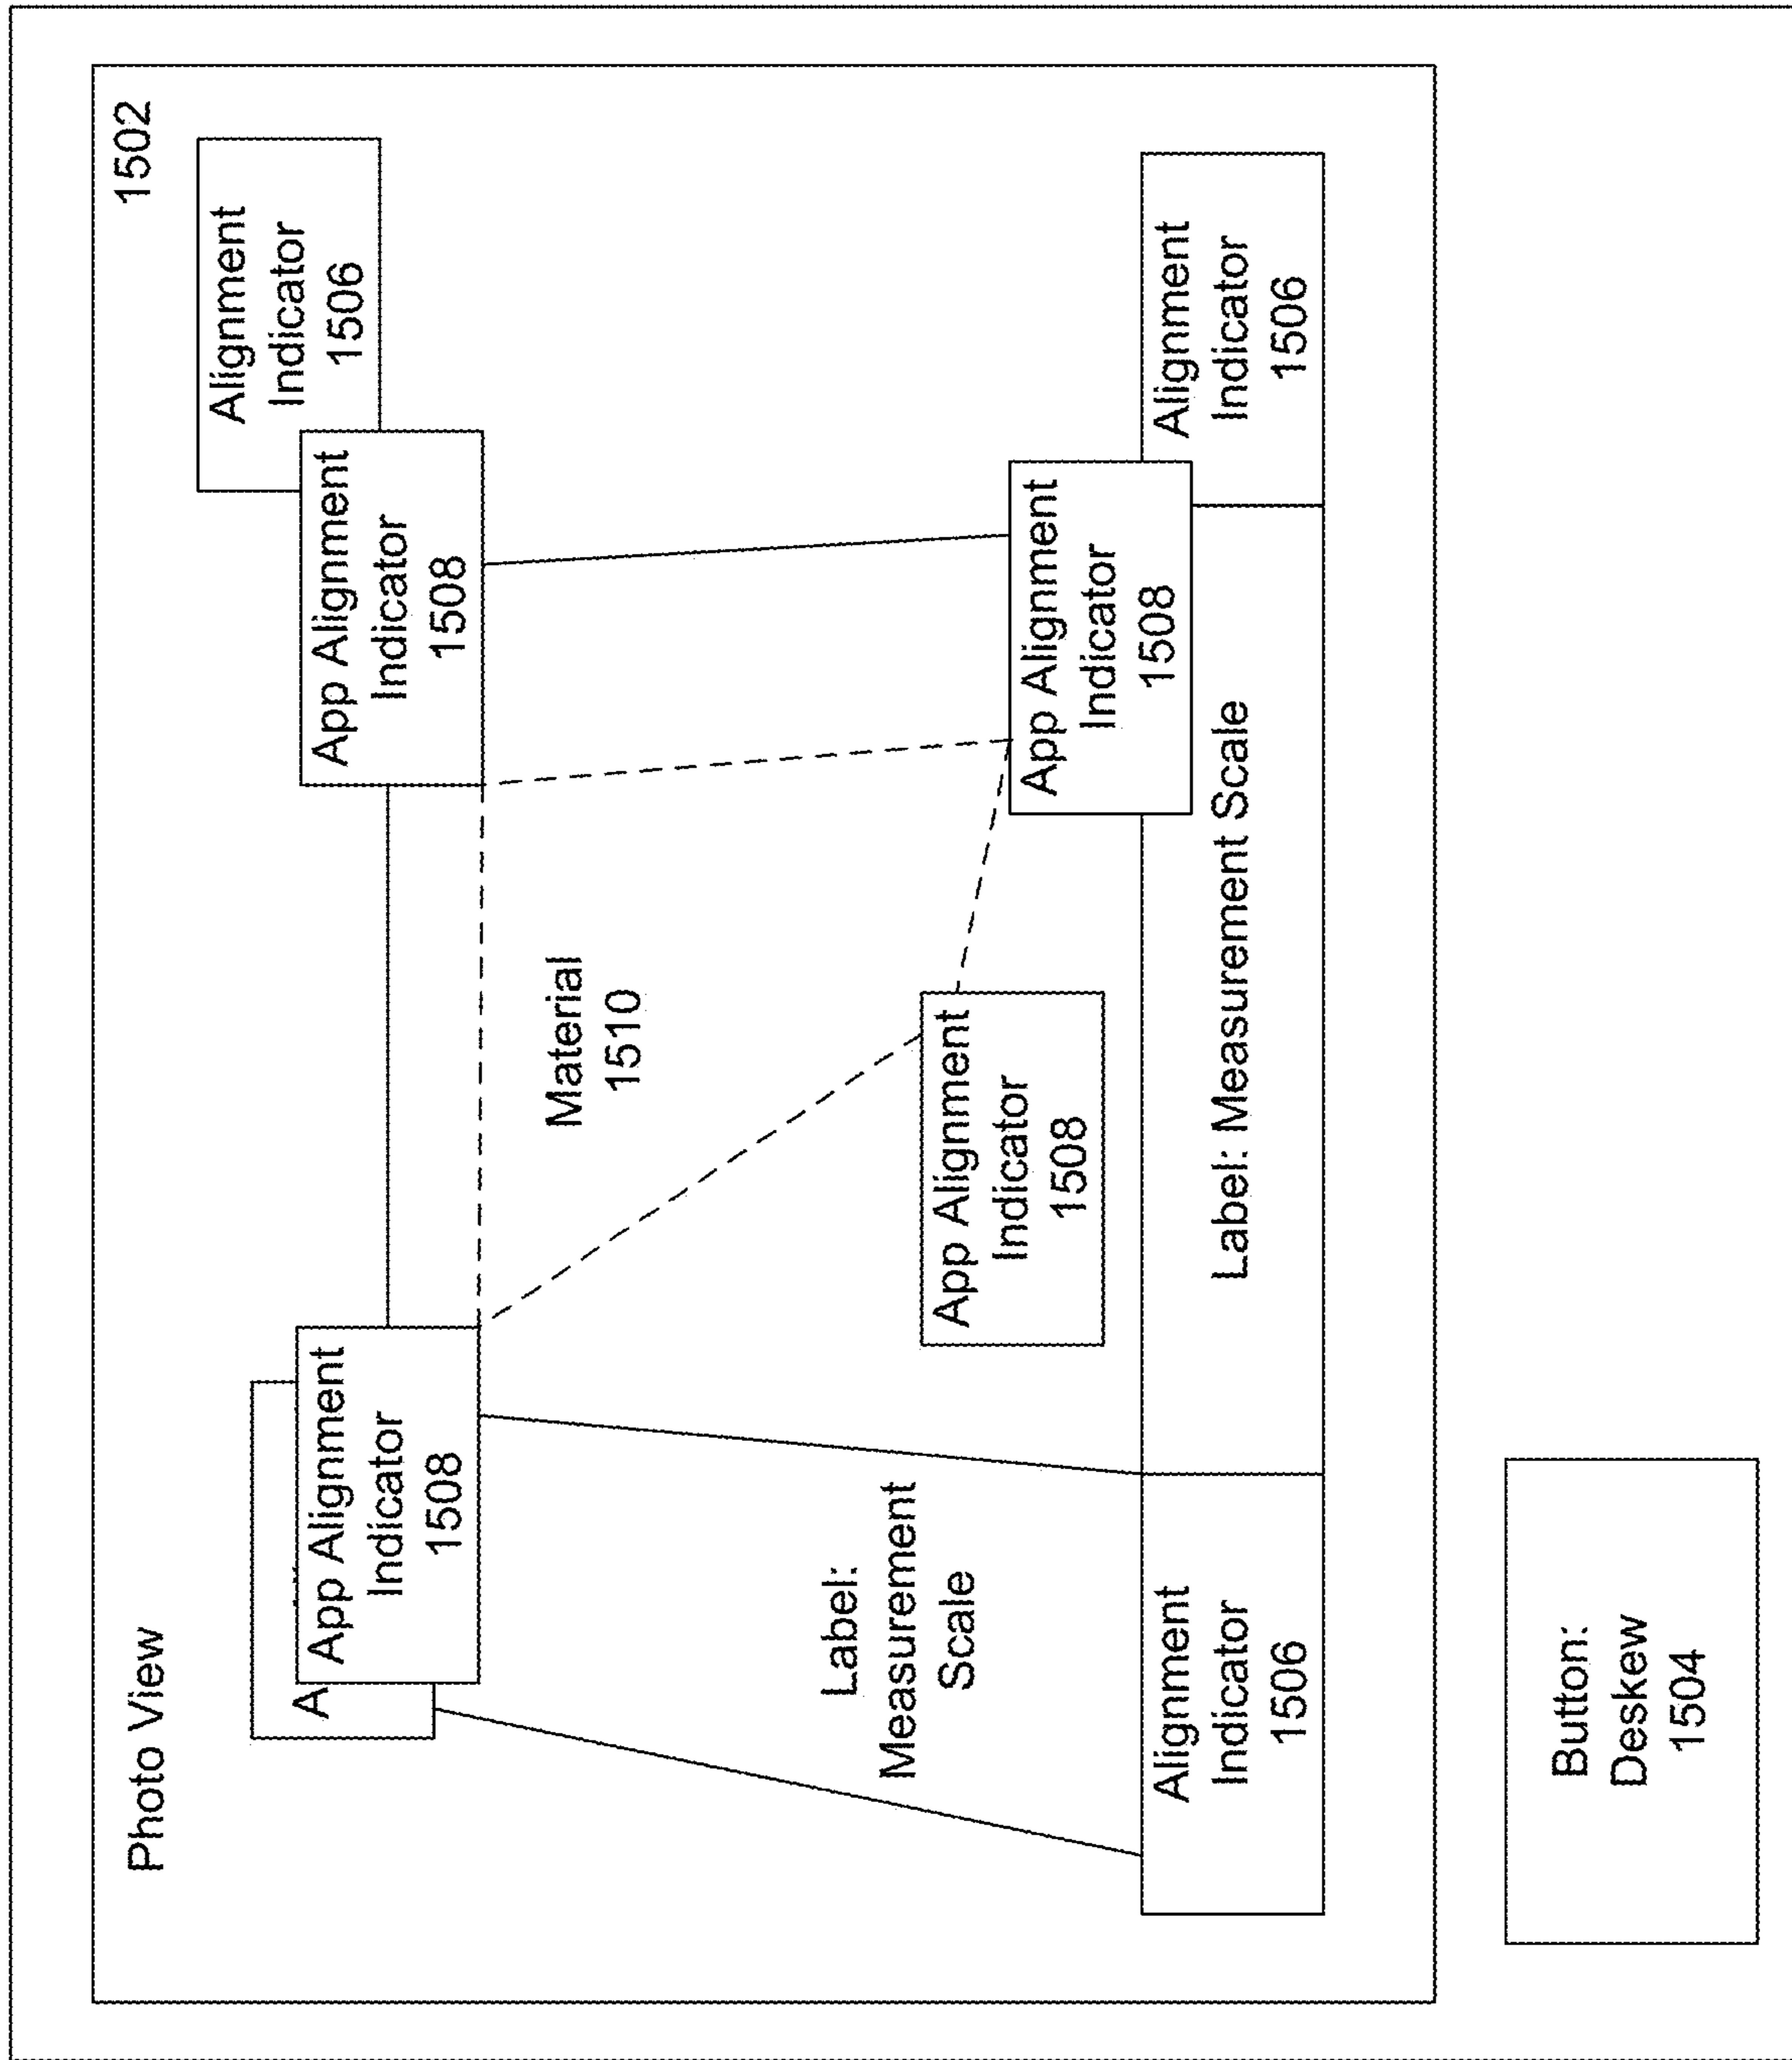 Photo View
1502
App Alignment
Indicator
1508
App Alignment
Indicator
1508
Alignment
Indicator
1506
Material
1510
Label:
Measurement
Scale
App Alignment
Indicator
1508
App Alignment
Indicator
1508
Alignment
Indicator
1506
Label: Measurement Scale
Alignment
Indicator
1506
Button:
Deskew
1504